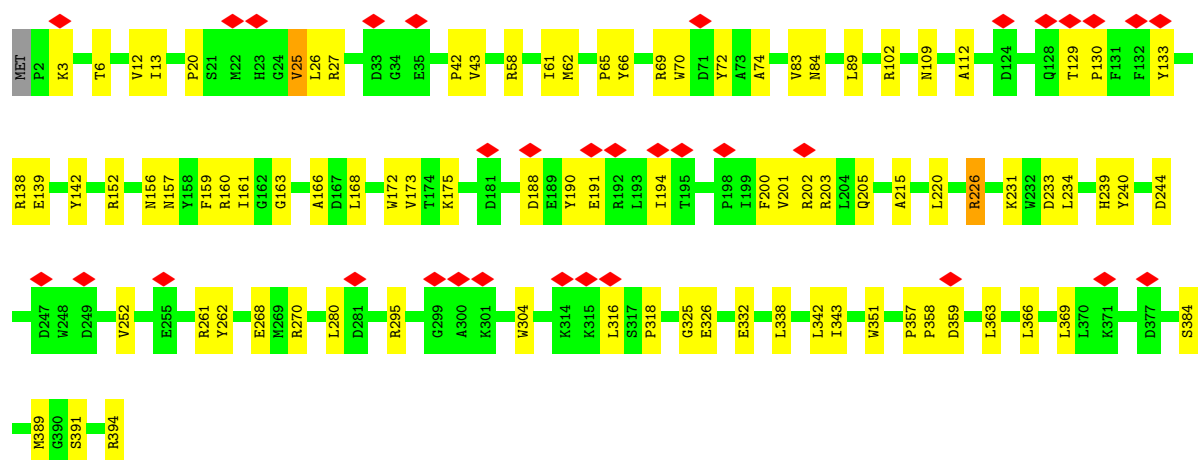 MET P2 K3 T6 V12 I13 P20 S21 M22 H23 G24 V25 L26 R27 D33 G34 E35 P42 V43 R58 I61 M62 P65 Y66 R69 W70 D71 Y72 A73 A74 V83 N84 L89 R102 N109 A112 D124 Q128 T129 P130 F131 F132 Y133
R138 E139 Y142 R152 N156 N157 Y158 F159 R160 I161 G162 G163 A166 D167 L168 W172 V173 T174 K175 D181 D188 E189 Y190 E191 R192 L193 I194 T195 P198 I199 F200 V201 R202 R203 L204 Q205 A215 L220 R226 K231 W232 D233 L234 H239 Y240 D244
D247 W248 D249 V252 E255 R261 Y262 E268 M269 R270 L280 D281 R295 G299 A300 K301 W304 K314 K315 L316 S317 P318 G325 E326 E332 L338 L342 I343 W351 P357 P358 D359 L363 L366 L369 L370 K371 D377 S384
M389 G390 S391 R394